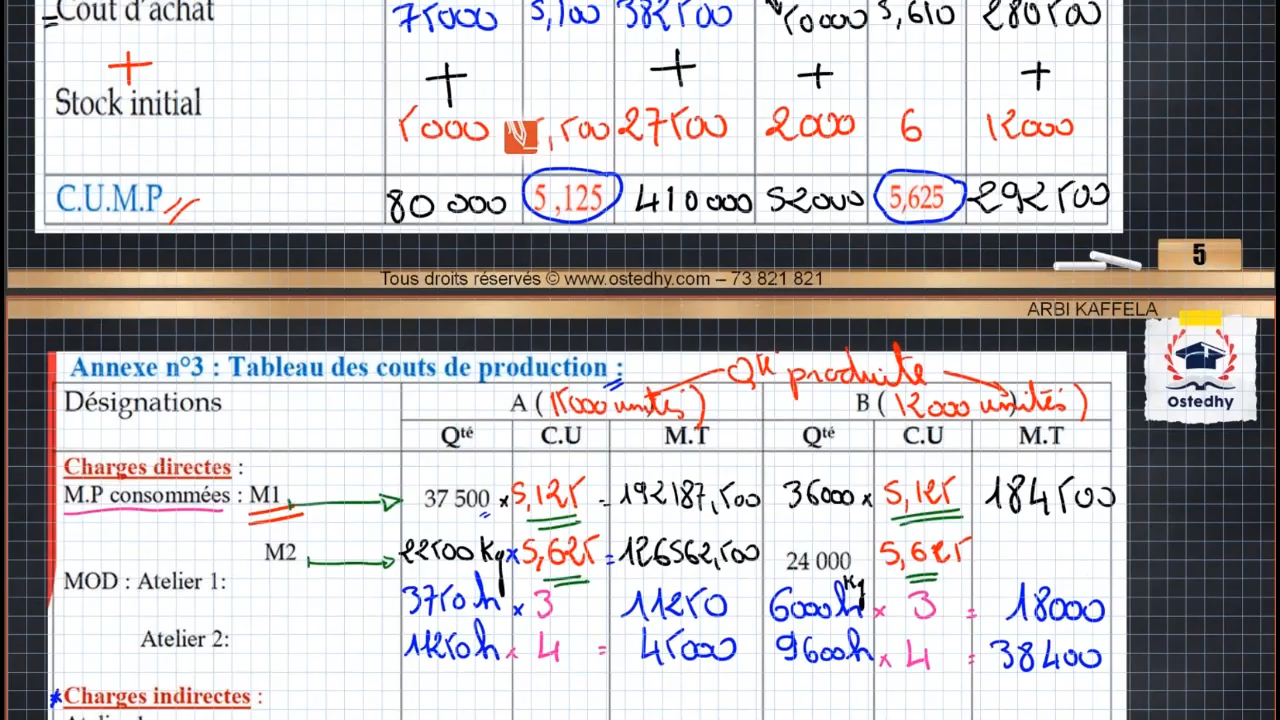 Cout d'achat 75000 5,100 382500 50000 5,610 280500
+ + + + +
Stock initial 5000 ,500 27500 2000 6 12000
C.U.M.P 80 000 5,125 410 000 52000 5,625 292500
5
Tous droits réservés © www.ostedhy.com – 73 821 821
ARBI KAFFELA
Ostedhy
Annexe n°3 : Tableau des couts de production :
Qté produite
Désignations A ( 15000 unités ) B ( 12000 unités )
Qté C.U M.T Qté C.U M.T
Charges directes :
M.P consommées : M1 37 500 × 5,125 = 192187,500 36000 × 5,125 184500
M2 22500 Kg × 5,625 = 126562,500 24 000 Kg 5,625
MOD : Atelier 1: 3750 h × 3 11250 6000 h × 3 = 18000
Atelier 2: 11250 h × 4 = 45000 9600 h × 4 = 38400
* Charges indirectes :